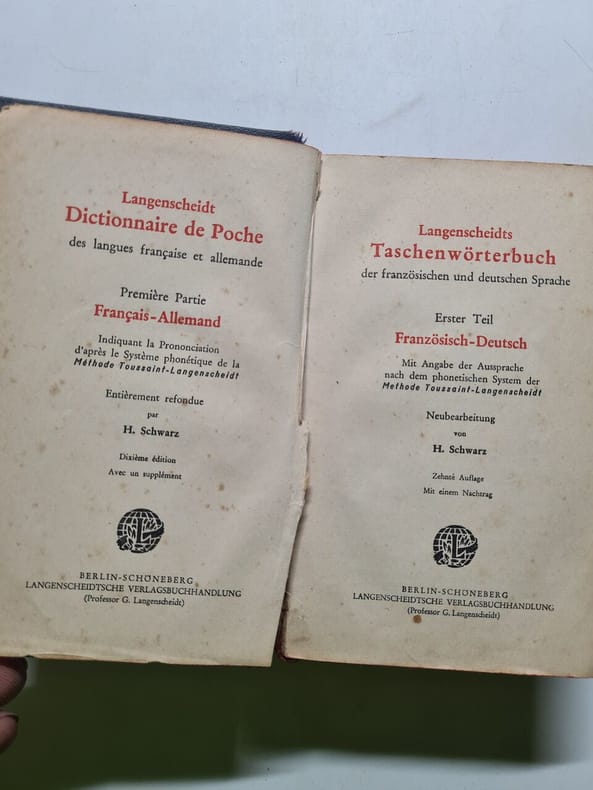 Langenscheidt
Dictionnaire de Poche
des langues française et allemande
Première Partie
Français-Allemand
Indiquant la Prononciation
d'après le Système phonétique de la
Méthode Toussaint-Langenscheidt
Entièrement refondue
par
H. Schwarz
Dixième édition
Avec un supplément
L
BERLIN-SCHÖNEBERG
LANGENSCHEIDTSCHE VERLAGSBUCHHANDLUNG
(Professor G. Langenscheidt)
Langenscheidts
Taschenwörterbuch
der französischen und deutschen Sprache
Erster Teil
Französisch-Deutsch
Mit Angabe der Aussprache
nach dem phonetischen System der
Methode Toussaint-Langenscheidt
Neubearbeitung
von
H. Schwarz
Zehnte Auflage
Mit einem Nachtrag
L
BERLIN-SCHÖNEBERG
LANGENSCHEIDTSCHE VERLAGSBUCHHANDLUNG
(Professor G. Langenscheidt)